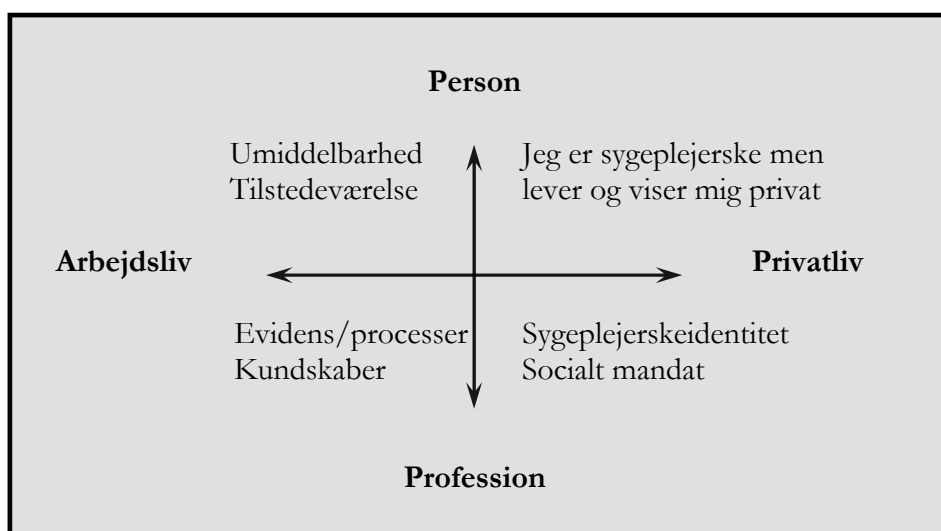 Person
Umiddelbarhed
Tilstedeværelse
Jeg er sygeplejerske men
lever og viser mig privat
Arbejdsliv
Privatliv
Evidens/processer
Kundskaber
Sygeplejerskeidentitet
Socialt mandat
Profession